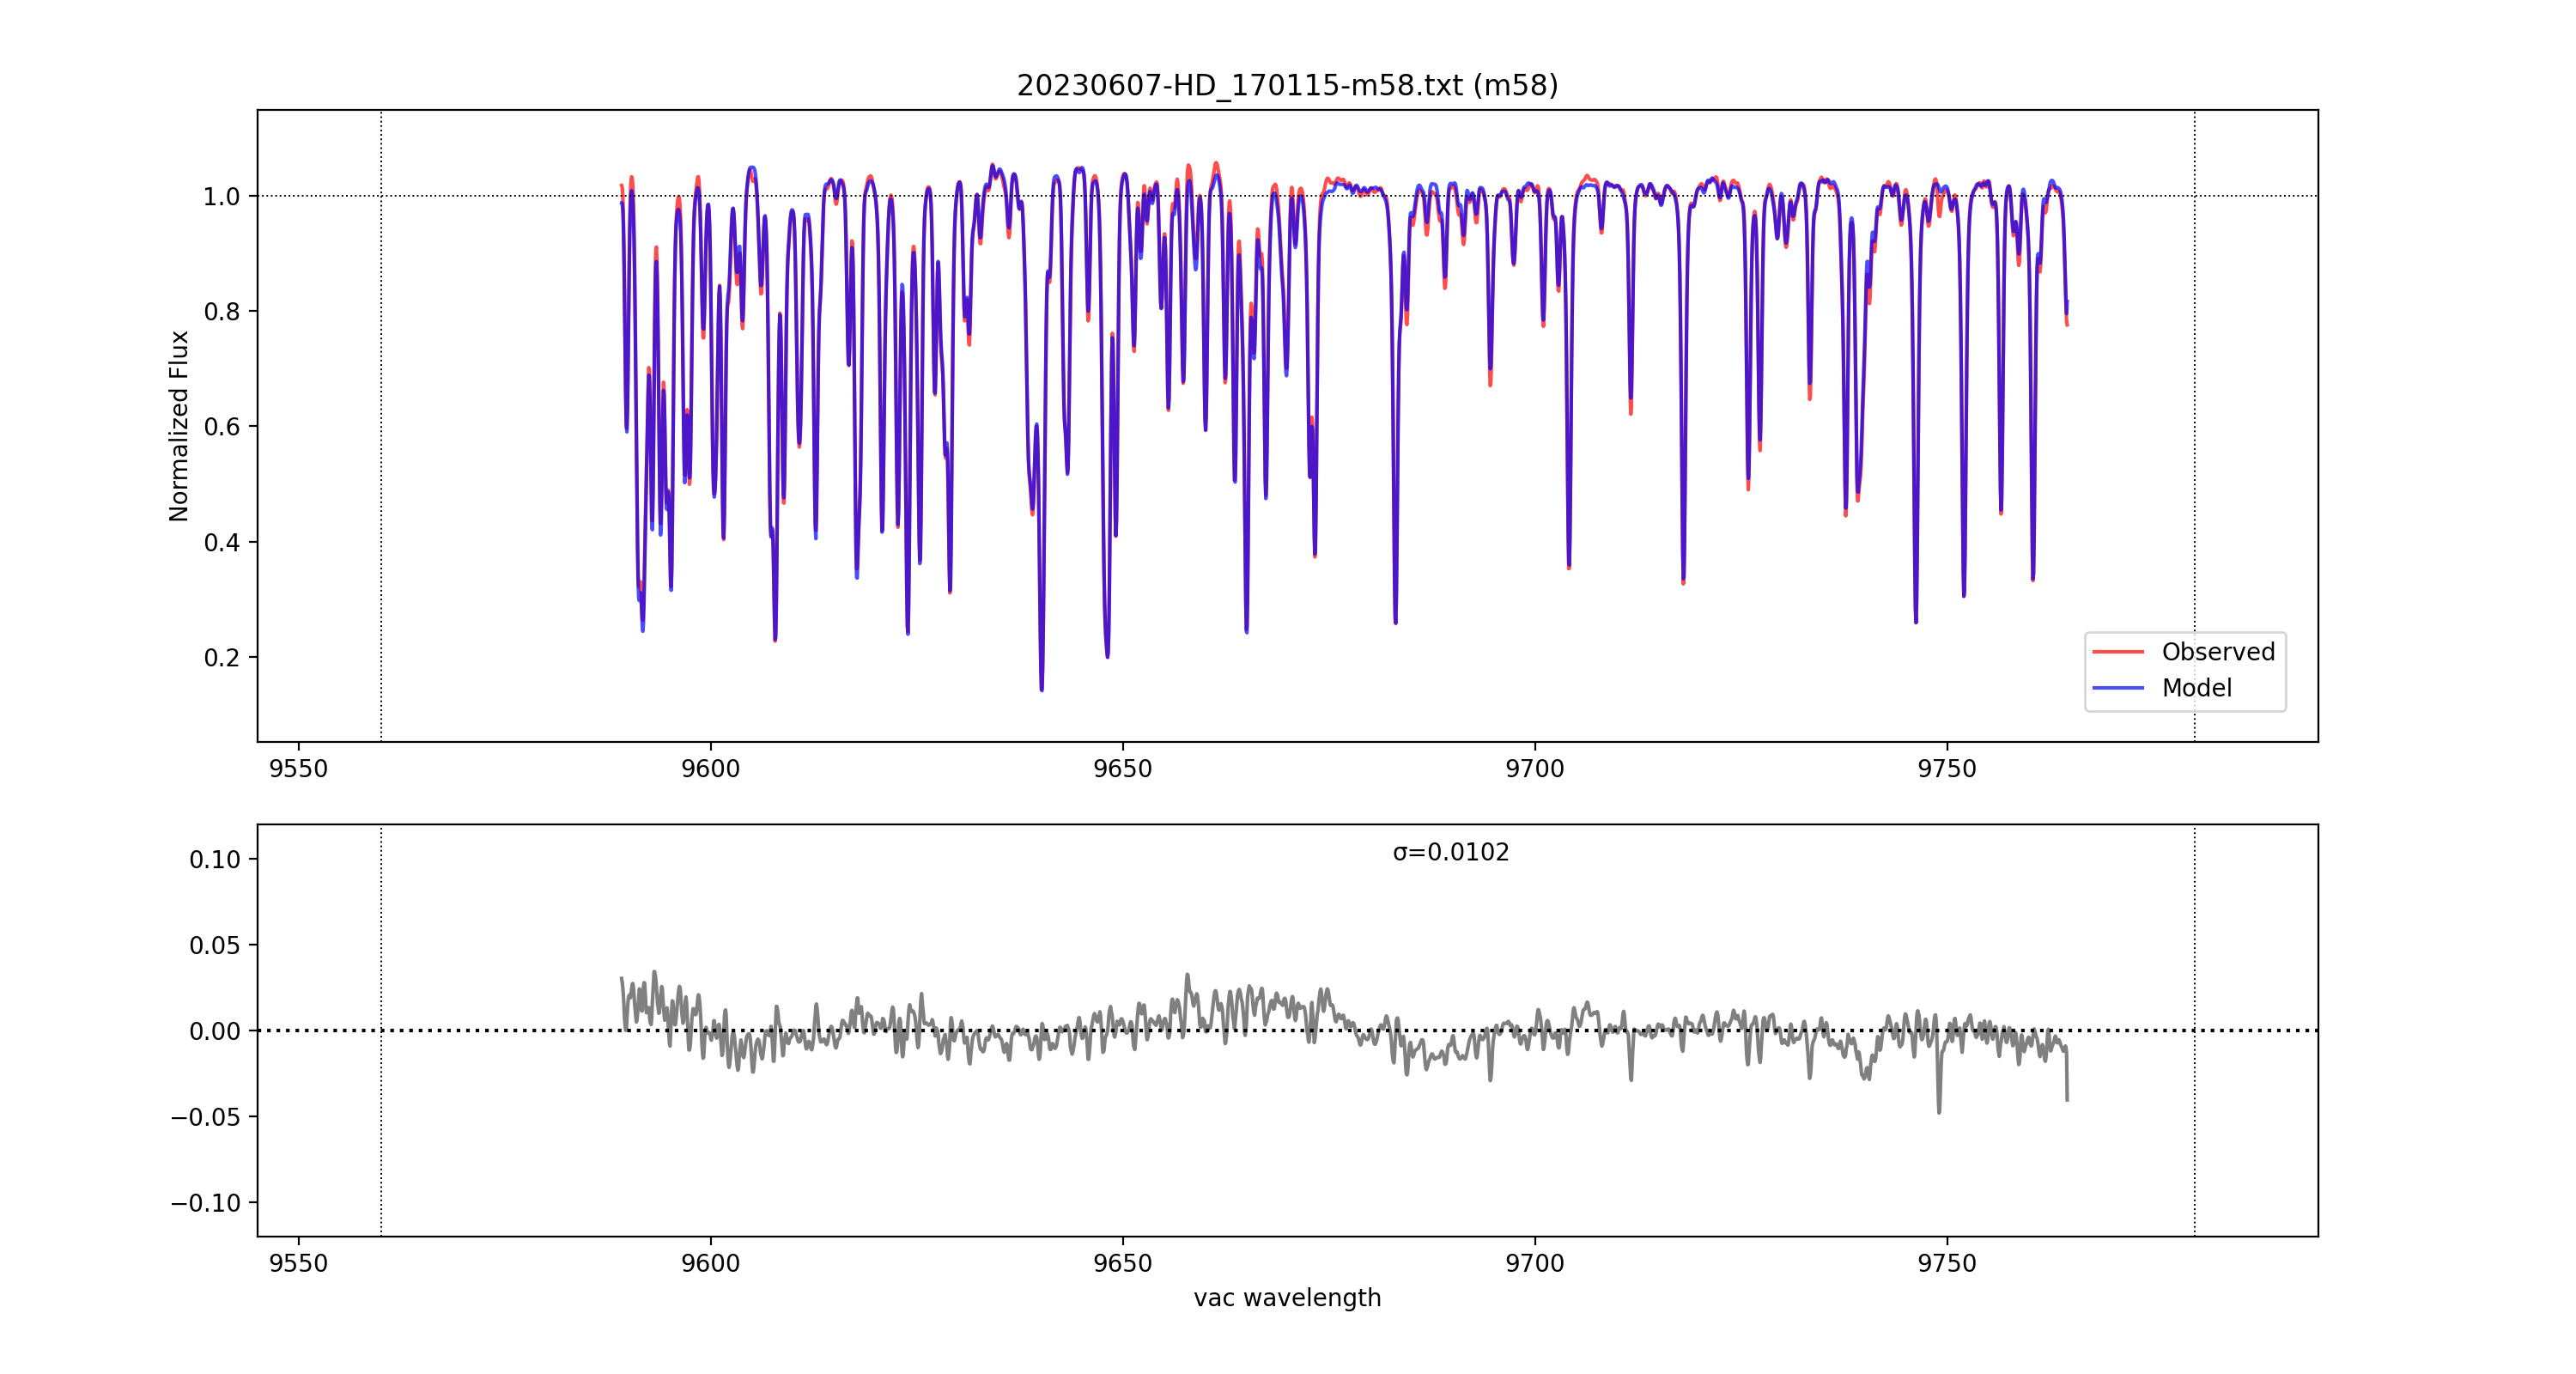 20230607-HD_170115-m58.txt (m58)
Normalized Flux
1.0
0.8
0.6
0.4
0.2
Observed
Model
9550 9600 9650 9700 9750
σ=0.0102
0.10
0.05
0.00
−0.05
−0.10
9550 9600 9650 9700 9750
vac wavelength